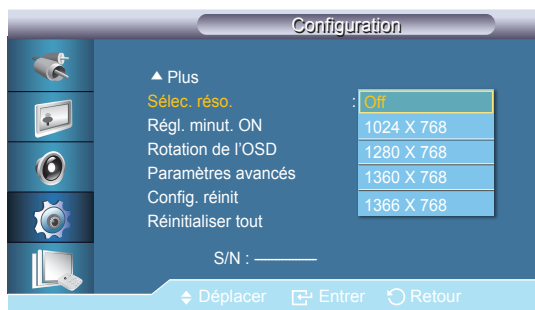 Configuration
▲ Plus
Sélec. réso. : Off
Régl. minut. ON 1024 X 768
Rotation de l'OSD 1280 X 768
Paramètres avancés 1360 X 768
Config. réinit 1366 X 768
Réinitialiser tout
S/N : ––––––––
Déplacer Entrer Retour